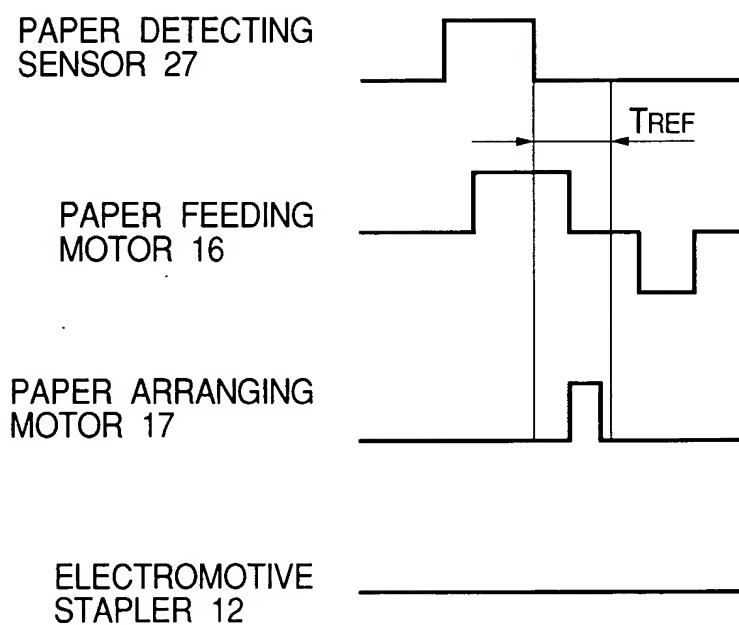 PAPER DETECTING
SENSOR 27
TREF
PAPER FEEDING
MOTOR 16
PAPER ARRANGING
MOTOR 17
ELECTROMOTIVE
STAPLER 12